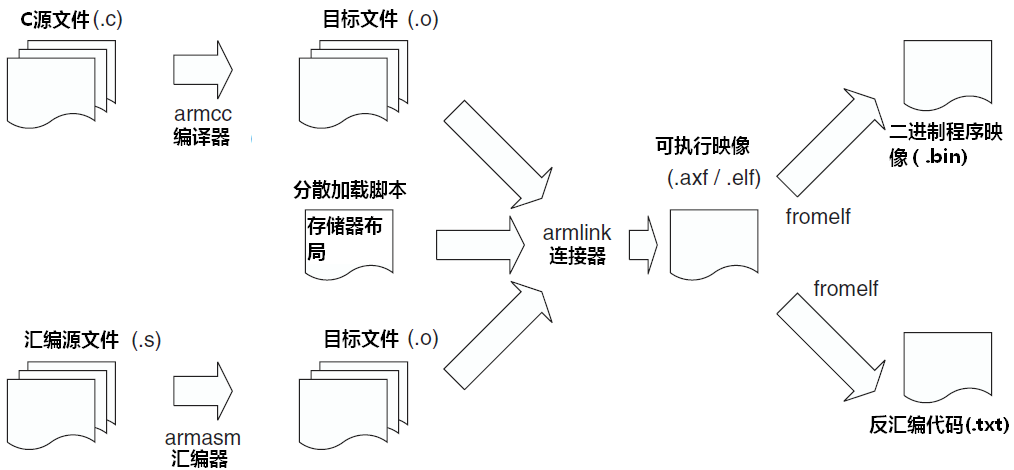 C源文件(.c)
目标文件 (.o)
armcc
编译器
可执行映像
(.axf / .elf)
二进制程序映
像 ( .bin)
分散加载脚本
存储器布
局
armlink
连接器
fromelf
fromelf
汇编源文件 (.s)
目标文件 (.o)
armasm
汇编器
反汇编代码(.txt)